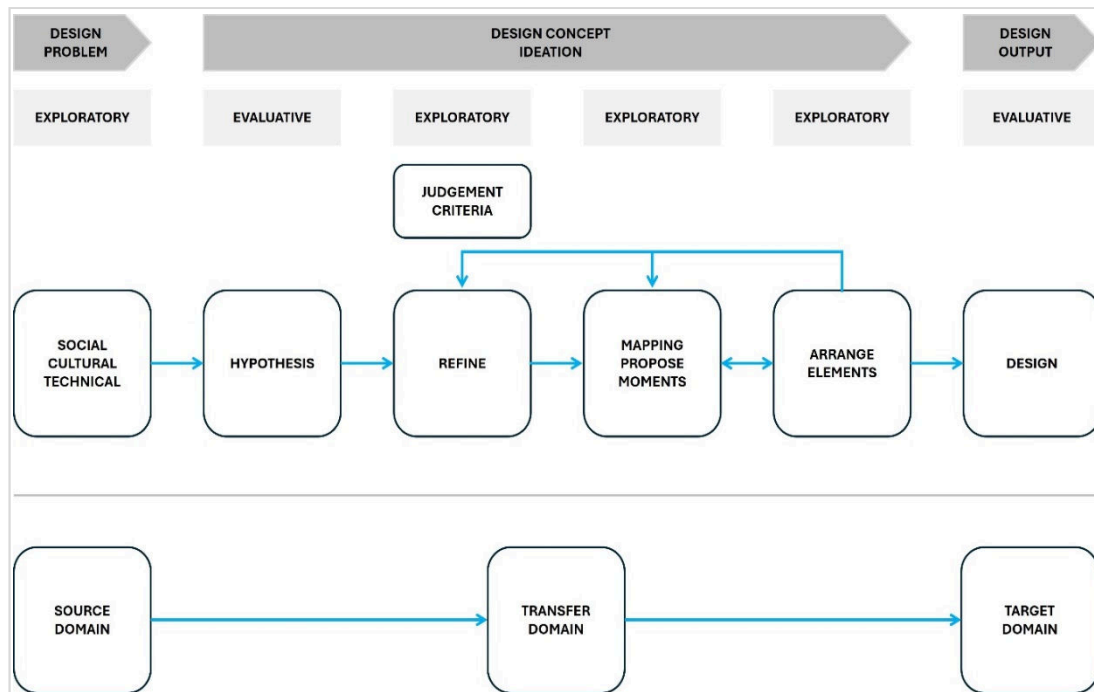 DESIGN
PROBLEM
DESIGN CONCEPT
IDEATION
DESIGN
OUTPUT
EXPLORATORY
EVALUATIVE
EXPLORATORY
EXPLORATORY
EXPLORATORY
EVALUATIVE
JUDGEMENT
CRITERIA
SOCIAL
CULTURAL
TECHNICAL
HYPOTHESIS
REFINE
MAPPING
PROPOSE
MOMENTS
ARRANGE
ELEMENTS
DESIGN
SOURCE
DOMAIN
TRANSFER
DOMAIN
TARGET
DOMAIN